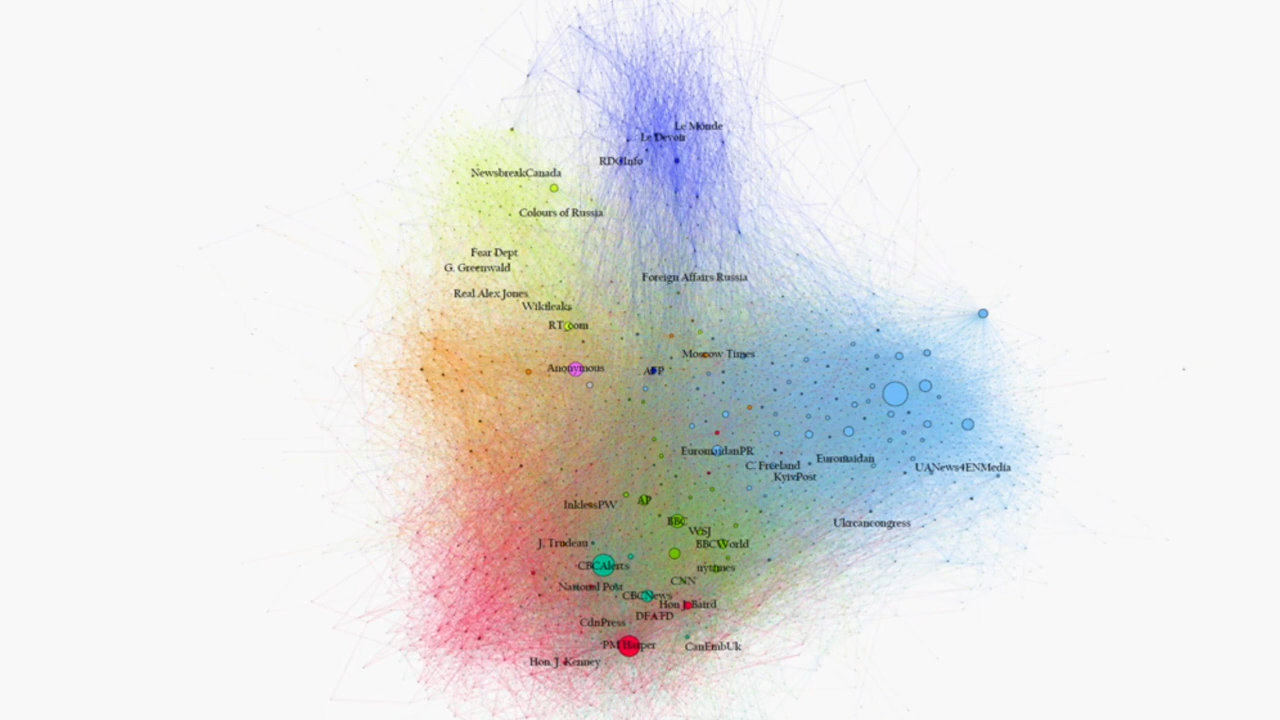 Le Monde
Le Devoir
RDCInfo
NewsbreakCanada
Colours of Russia
Fear Dept
G. Greenwald
Foreign Affairs Russia
Real Alex Jones
Wikileaks
RT.com
Moscow Times
Anonymous
AFP
EuromaidanPR
Euromaidan
C. Freeland
UANews4ENMedia
KyivPost
AP
InklessPW
BBC
Ukrcancongress
WSJ
J. Trudeau
BBCWorld
CBCAlerts
nytimes
CNN
National Post
CBCNews
Hon J. Baird
DFATD
CdnPress
PM Harper
CanEmbUk
Hon. J. Kenney